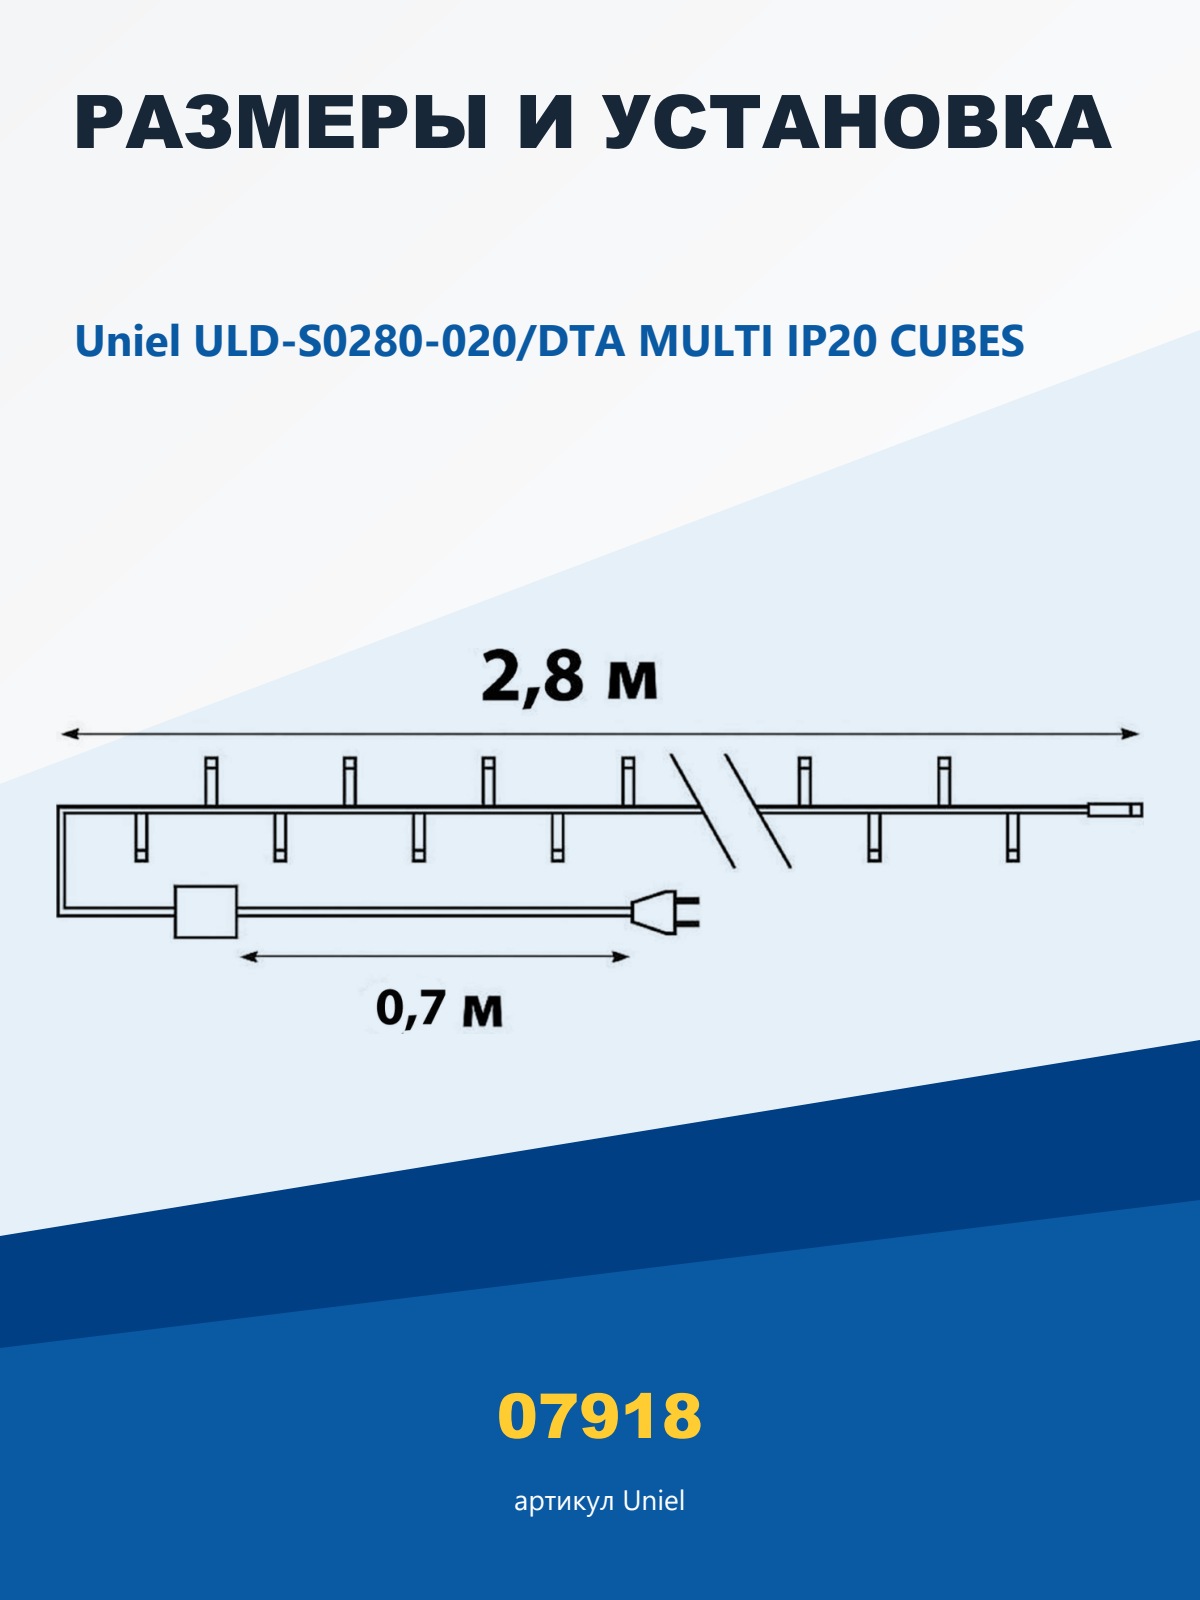 РАЗМЕРЫ И УСТАНОВКА
Uniel ULD-S0280-020/DTA MULTI IP20 CUBES
2,8 м
0,7 м
07918
артикул Uniel